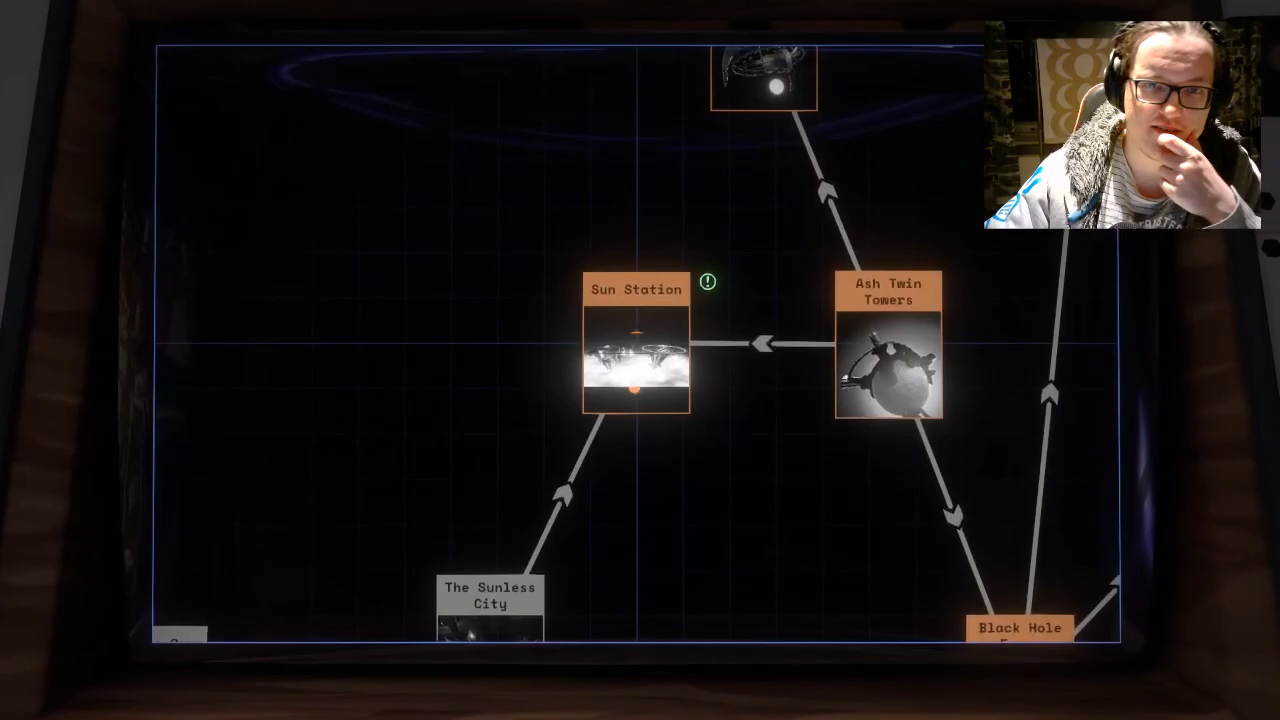 Sun Station
Ash Twin
Towers
The Sunless
City
Black Hole